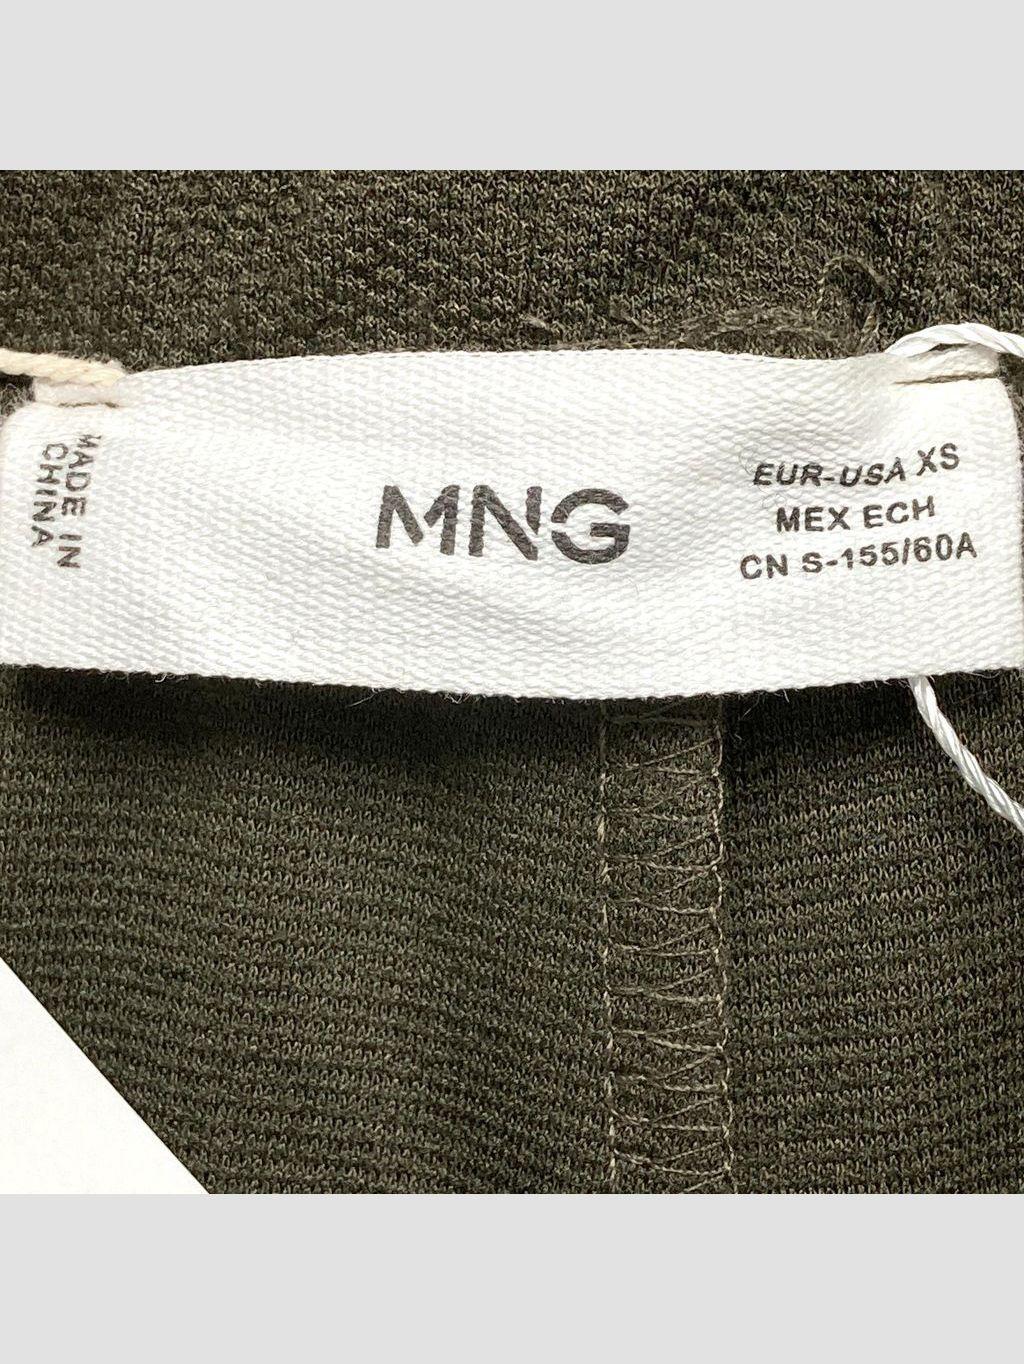 MADE IN
CHINA
MNG
EUR-USA XS
MEX ECH
CN S-155/60A